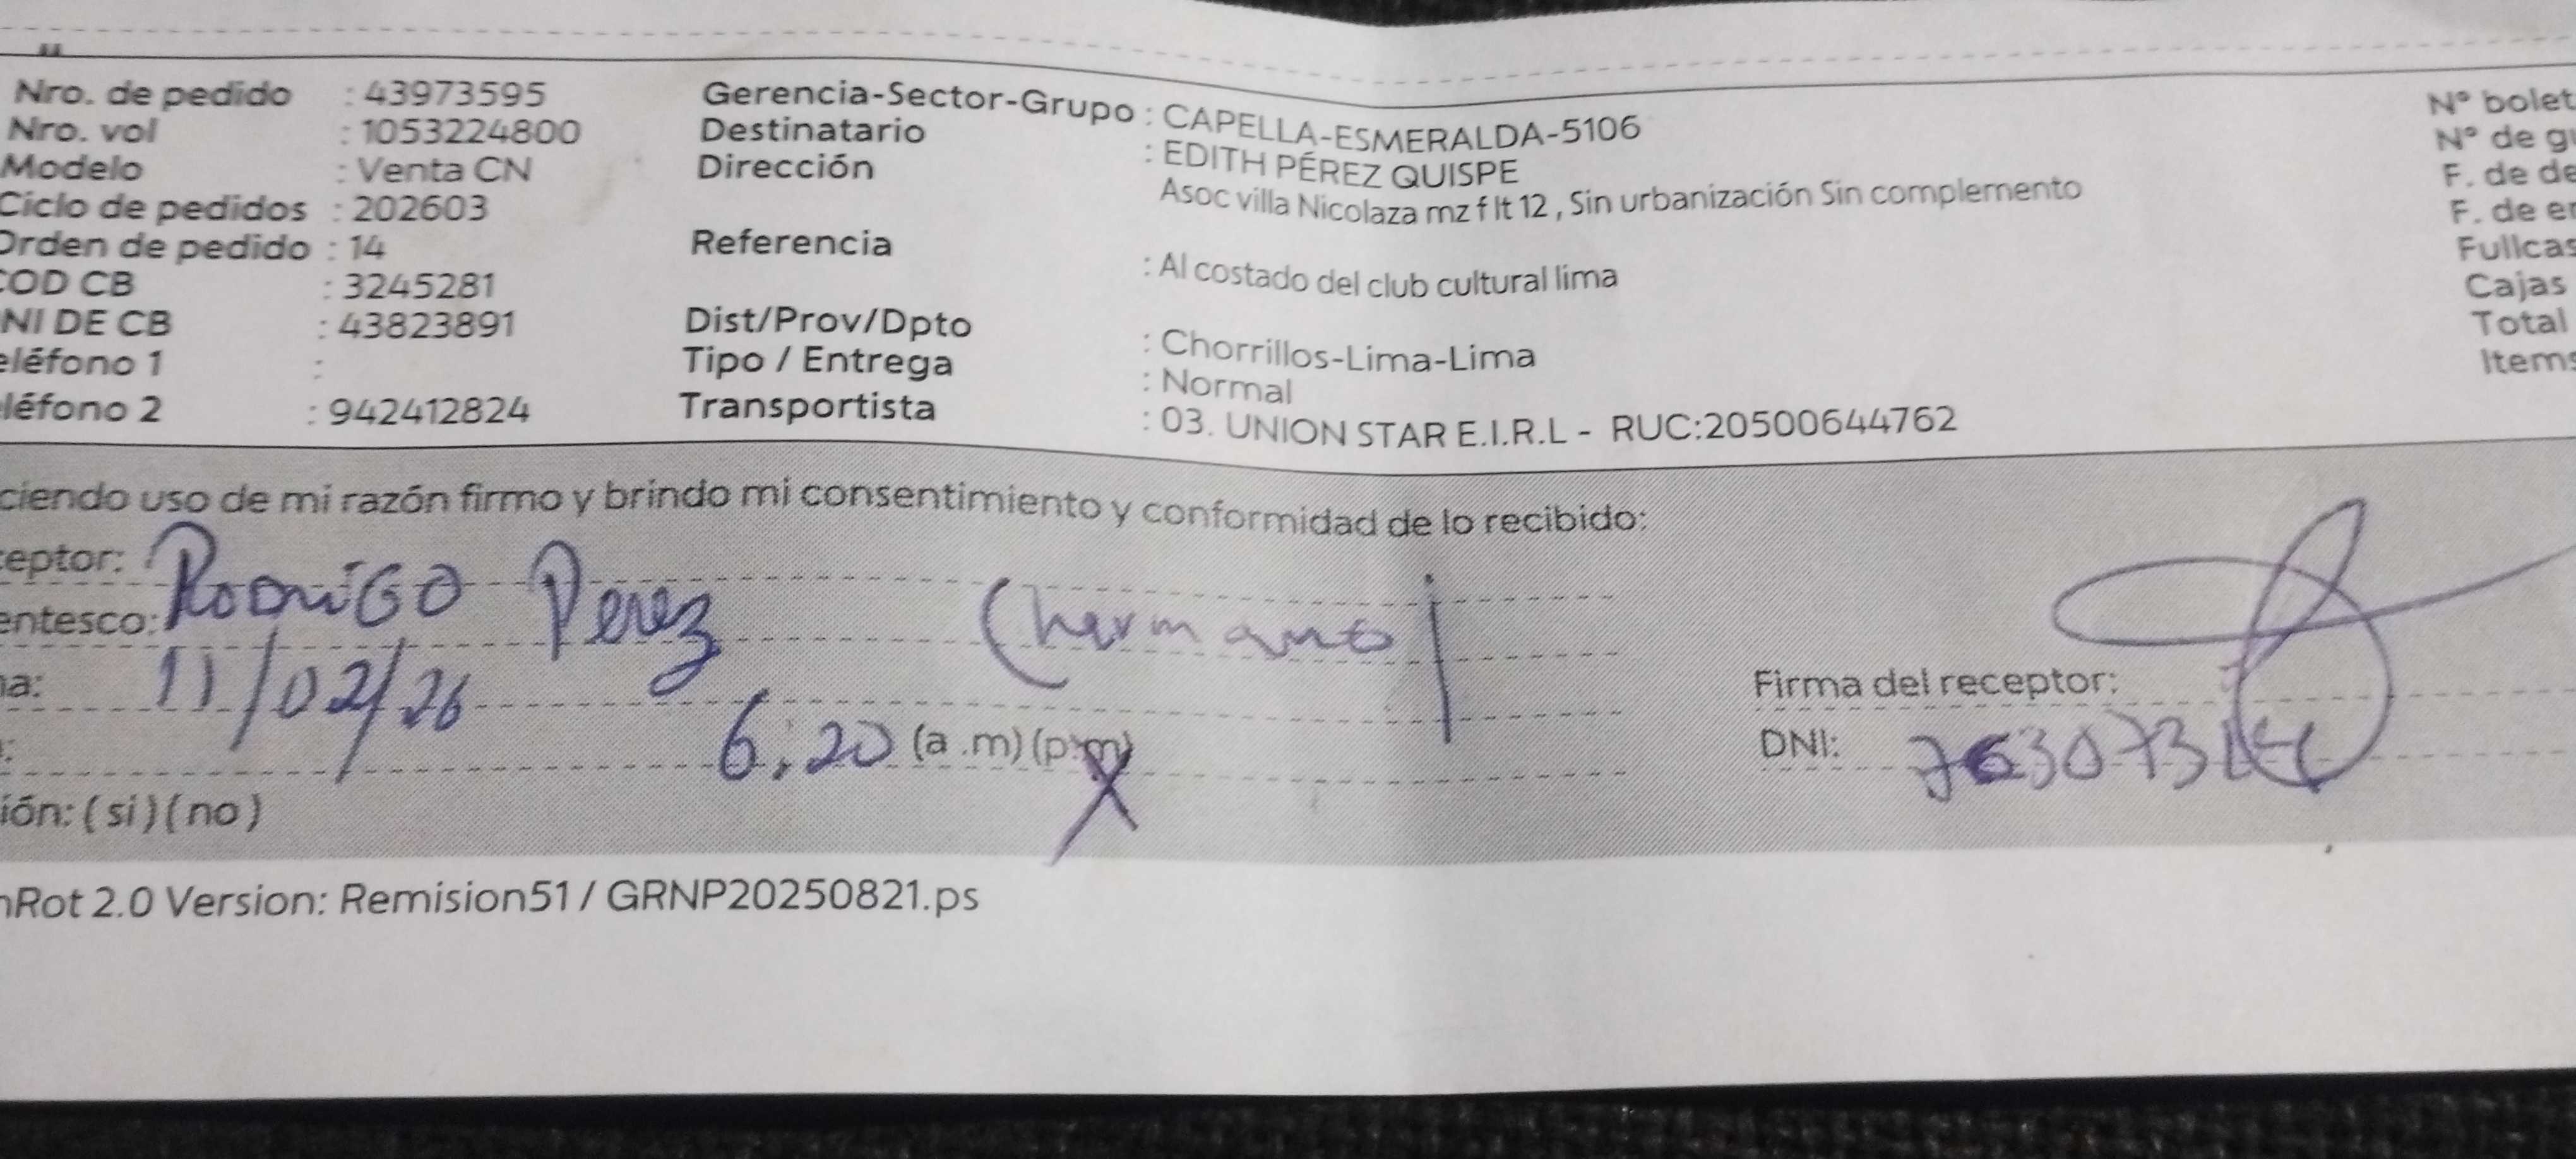 Nro. de pedido : 43973595
Nro. vol : 1053224800
Modelo : Venta CN
Ciclo de pedidos : 202603
Orden de pedido : 14
COD CB : 3245281
NI DE CB : 43823891
eléfono 1 :
léfono 2 : 942412824
Gerencia-Sector-Grupo : CAPELLA-ESMERALDA-5106
Destinatario : EDITH PÉREZ QUISPE
Dirección Asoc villa Nicolaza mz f lt 12 , Sin urbanización Sin complemento
Referencia : Al costado del club cultural lima
Dist/Prov/Dpto : Chorrillos-Lima-Lima
Tipo / Entrega : Normal
Transportista : 03. UNION STAR E.I.R.L - RUC:20500644762
N° bolet
N° de gu
F. de de
F. de en
Fullcas
Cajas
Total
Items
ciendo uso de mi razón firmo y brindo mi consentimiento y conformidad de lo recibido:
ceptor: Rodrigo Perez (hermano)
entesco:
ha: 11/02/26
: 6:20 (a .m) (p.m)
ión: ( si ) ( no )
Firma del receptor:
DNI:
nRot 2.0 Version: Remision51 / GRNP20250821.ps